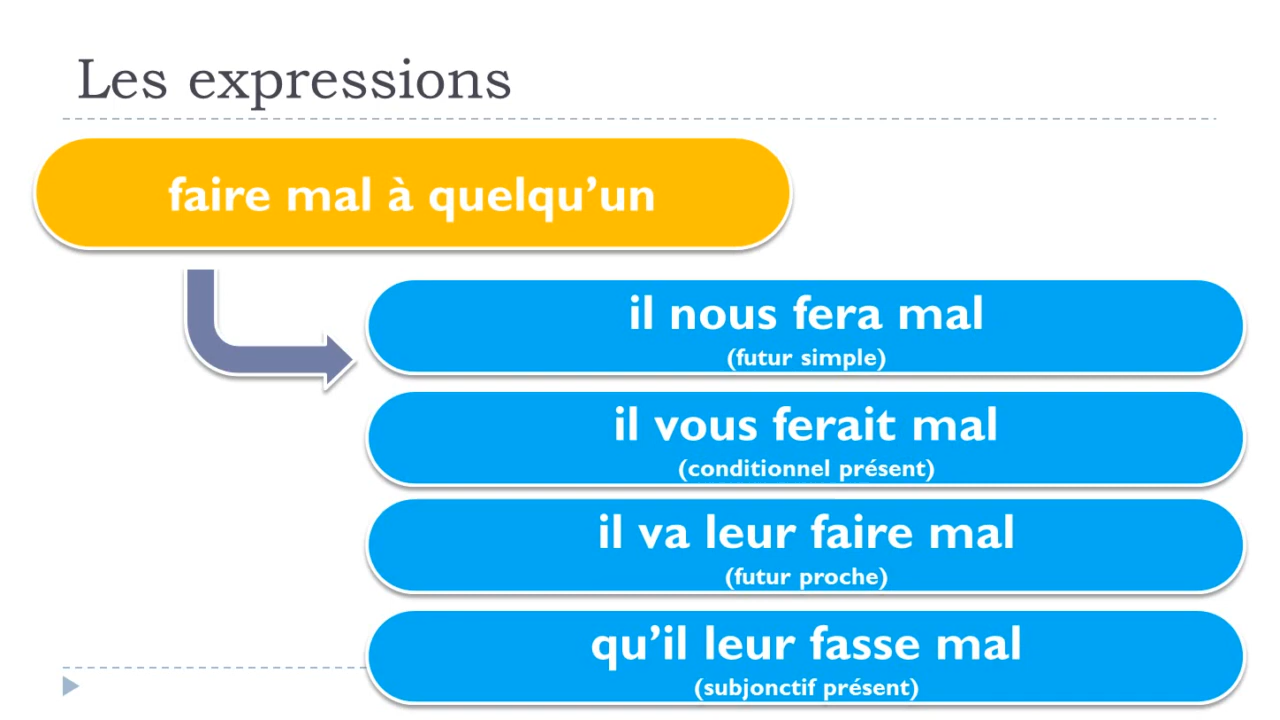 Les expressions
faire mal à quelqu’un
il nous fera mal
(futur simple)
il vous ferait mal
(conditionnel présent)
il va leur faire mal
(futur proche)
qu’il leur fasse mal
(subjonctif présent)